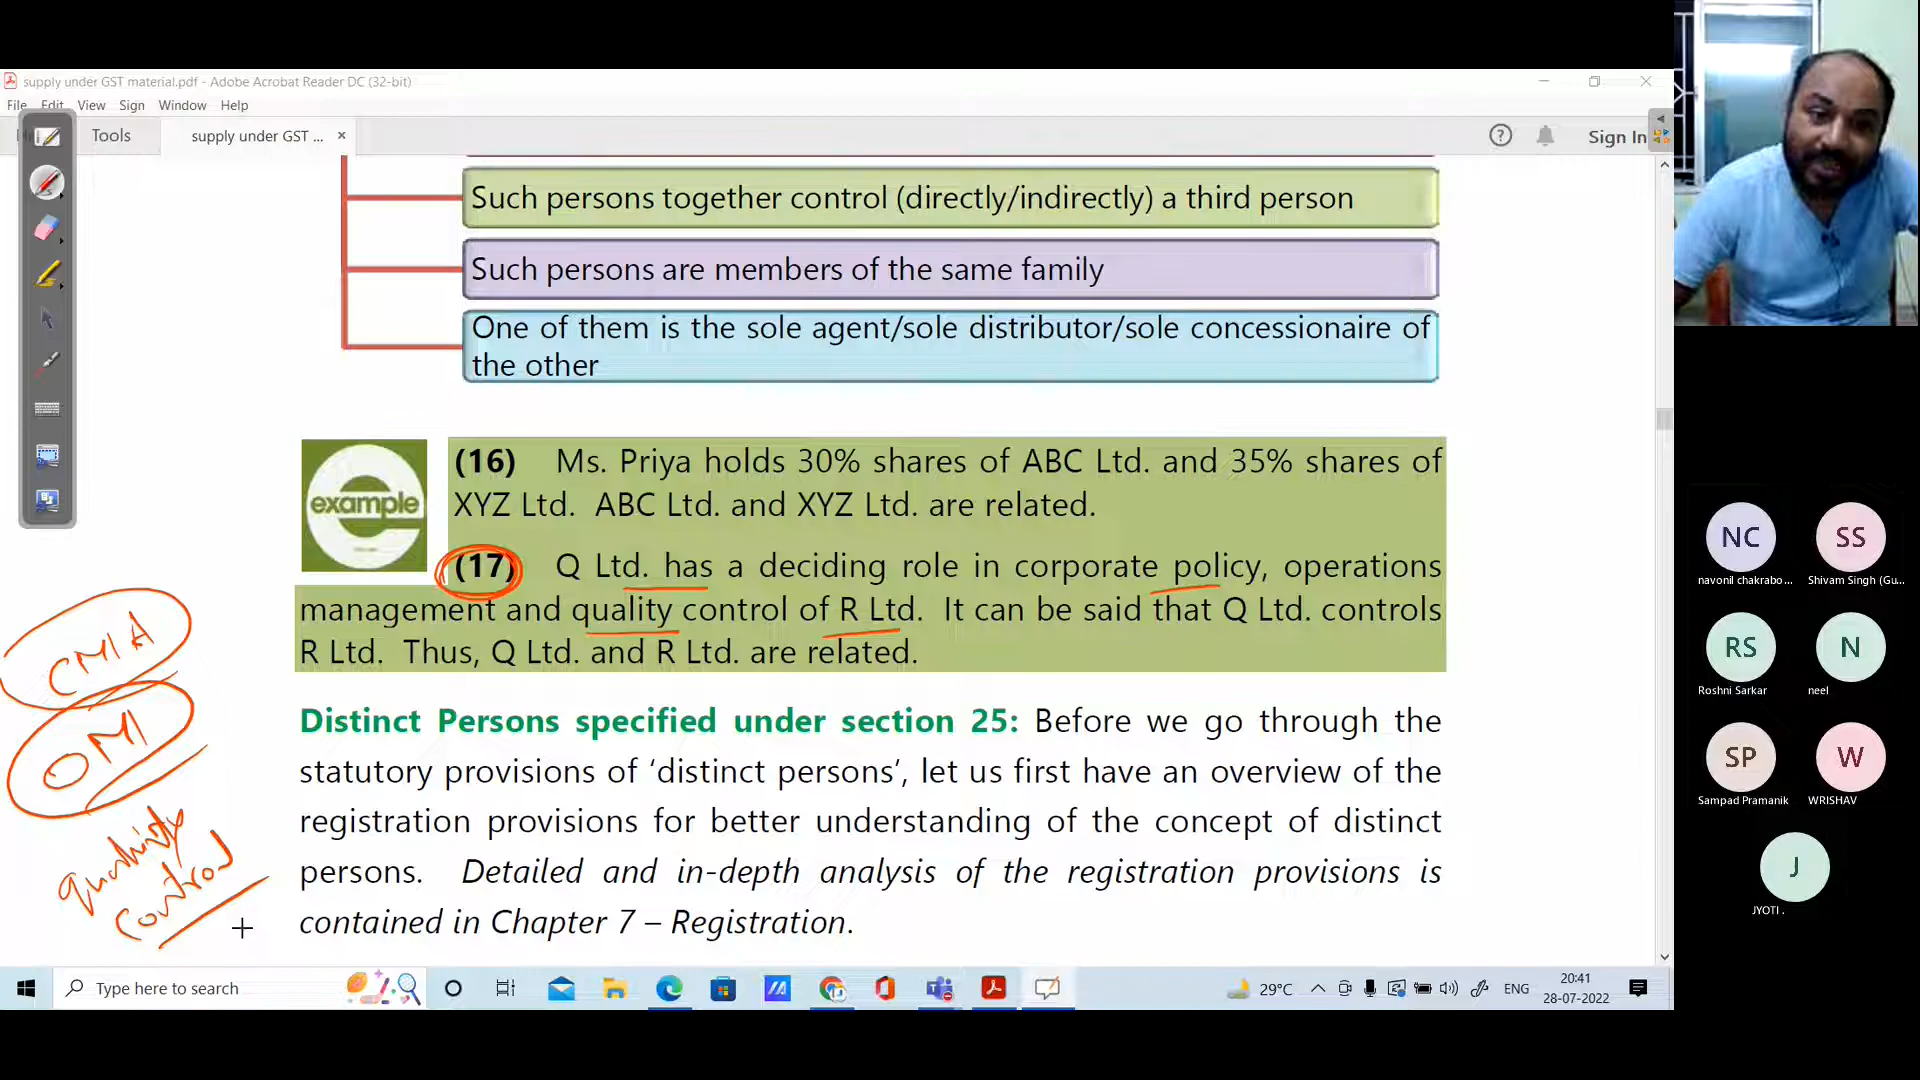 supply under GST material.pdf - Adobe Acrobat Reader DC (32-bit)
File Edit View Sign Window Help
Tools
supply under GST ... ×
Sign In
Such persons together control (directly/indirectly) a third person
Such persons are members of the same family
One of them is the sole agent/sole distributor/sole concessionaire of
the other
example
(16) Ms. Priya holds 30% shares of ABC Ltd. and 35% shares of
XYZ Ltd. ABC Ltd. and XYZ Ltd. are related.
(17) Q Ltd. has a deciding role in corporate policy, operations
management and quality control of R Ltd. It can be said that Q Ltd. controls
R Ltd. Thus, Q Ltd. and R Ltd. are related.
CMA
OM
quality
control
Distinct Persons specified under section 25: Before we go through the
statutory provisions of ‘distinct persons’, let us first have an overview of the
registration provisions for better understanding of the concept of distinct
persons. Detailed and in-depth analysis of the registration provisions is
contained in Chapter 7 – Registration.
NC
navonil chakrabo...
SS
Shivam Singh (Gu...
RS
Roshni Sarkar
N
neel
SP
Sampad Pramanik
W
WRISHAV
J
JYOTI .
Type here to search
29°C
ENG
20:41
28-07-2022